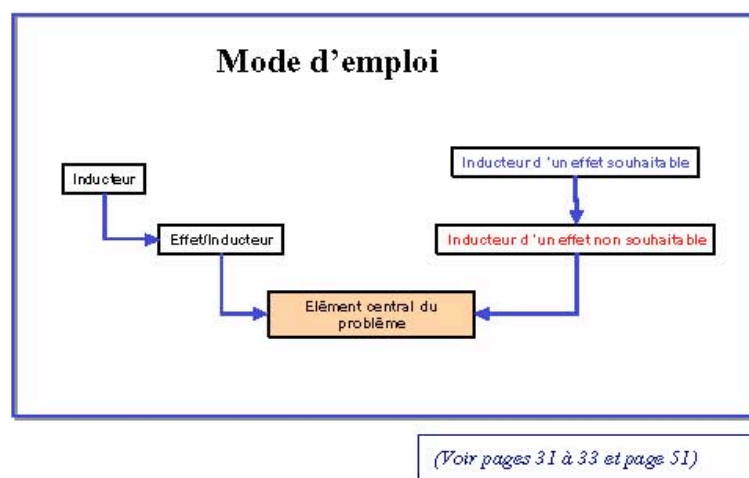 Mode d'emploi
Inducteur d'un effet souhaitable
Inducteur
Effet/Inducteur
Inducteur d'un effet non souhaitable
Elément central du
problème
(Voir pages 31 à 33 et page 51)